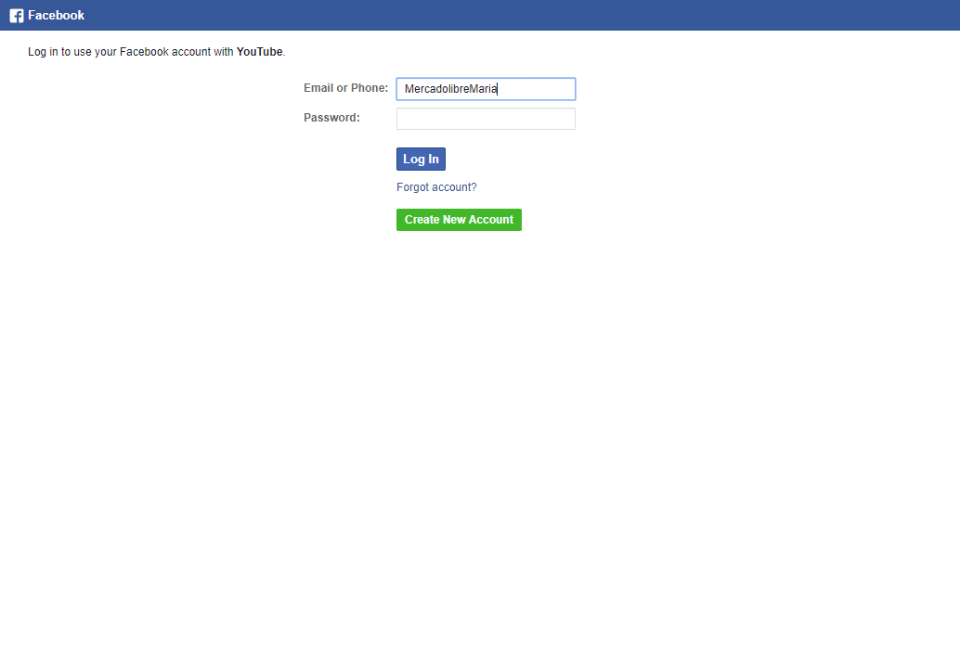 Facebook
Log in to use your Facebook account with YouTube.
Email or Phone: MercadolibreMaria
Password:
Log In
Forgot account?
Create New Account